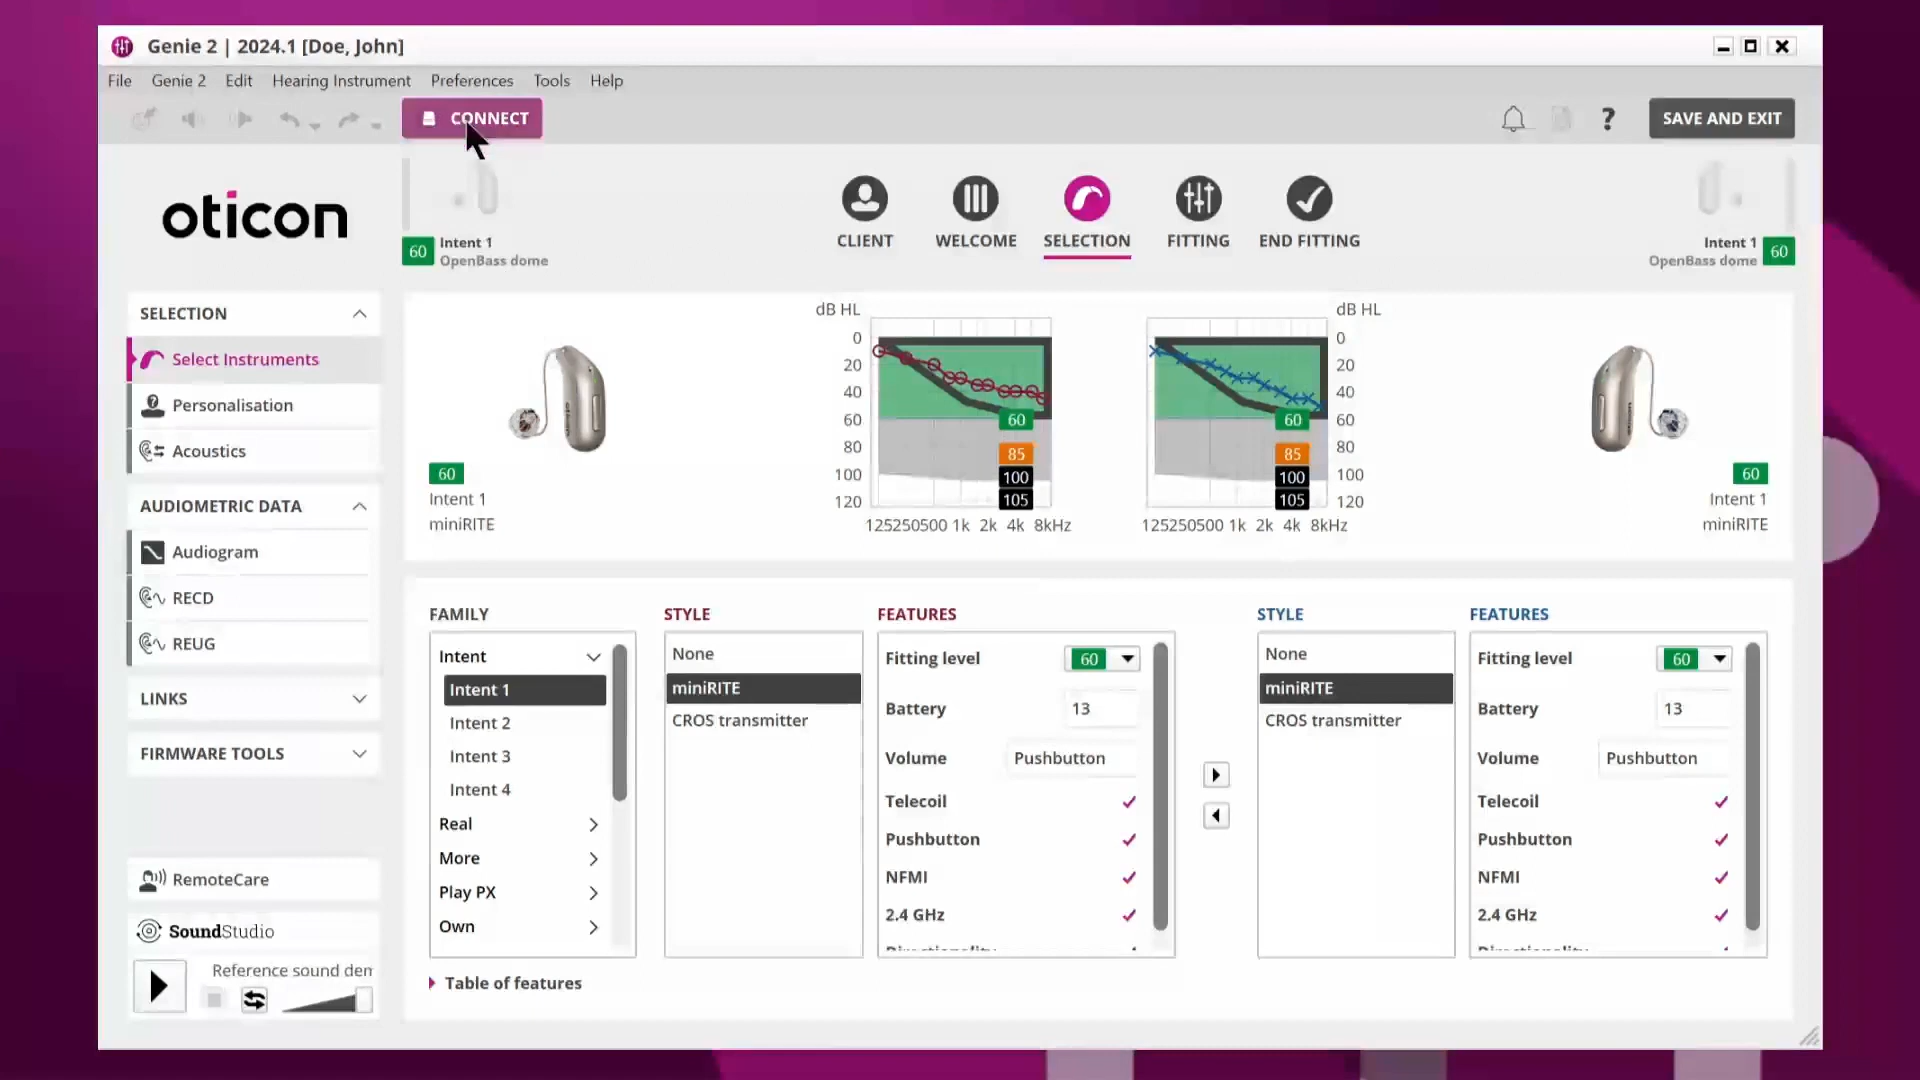 Genie 2 | 2024.1 [Doe, John]
File Genie 2 Edit Hearing Instrument Preferences Tools Help
CONNECT
? SAVE AND EXIT
oticon
60 Intent 1
OpenBass dome
CLIENT WELCOME SELECTION FITTING END FITTING
Intent 1 60
OpenBass dome
SELECTION
Select Instruments
Personalisation
Acoustics
AUDIOMETRIC DATA
Audiogram
RECD
REUG
LINKS
FIRMWARE TOOLS
RemoteCare
SoundStudio
Reference sound dem
60
Intent 1
miniRITE
dB HL
0
20
40
60
80
100
120
60
85
100
105
125250500 1k 2k 4k 8kHz
dB HL
0
20
40
60
80
100
120
60
85
100
105
125250500 1k 2k 4k 8kHz
60
Intent 1
miniRITE
FAMILY
Intent
Intent 1
Intent 2
Intent 3
Intent 4
Real
More
Play PX
Own
STYLE
None
miniRITE
CROS transmitter
FEATURES
Fitting level 60
Battery 13
Volume Pushbutton
Telecoil
Pushbutton
NFMI
2.4 GHz
STYLE
None
miniRITE
CROS transmitter
FEATURES
Fitting level 60
Battery 13
Volume Pushbutton
Telecoil
Pushbutton
NFMI
2.4 GHz
Table of features